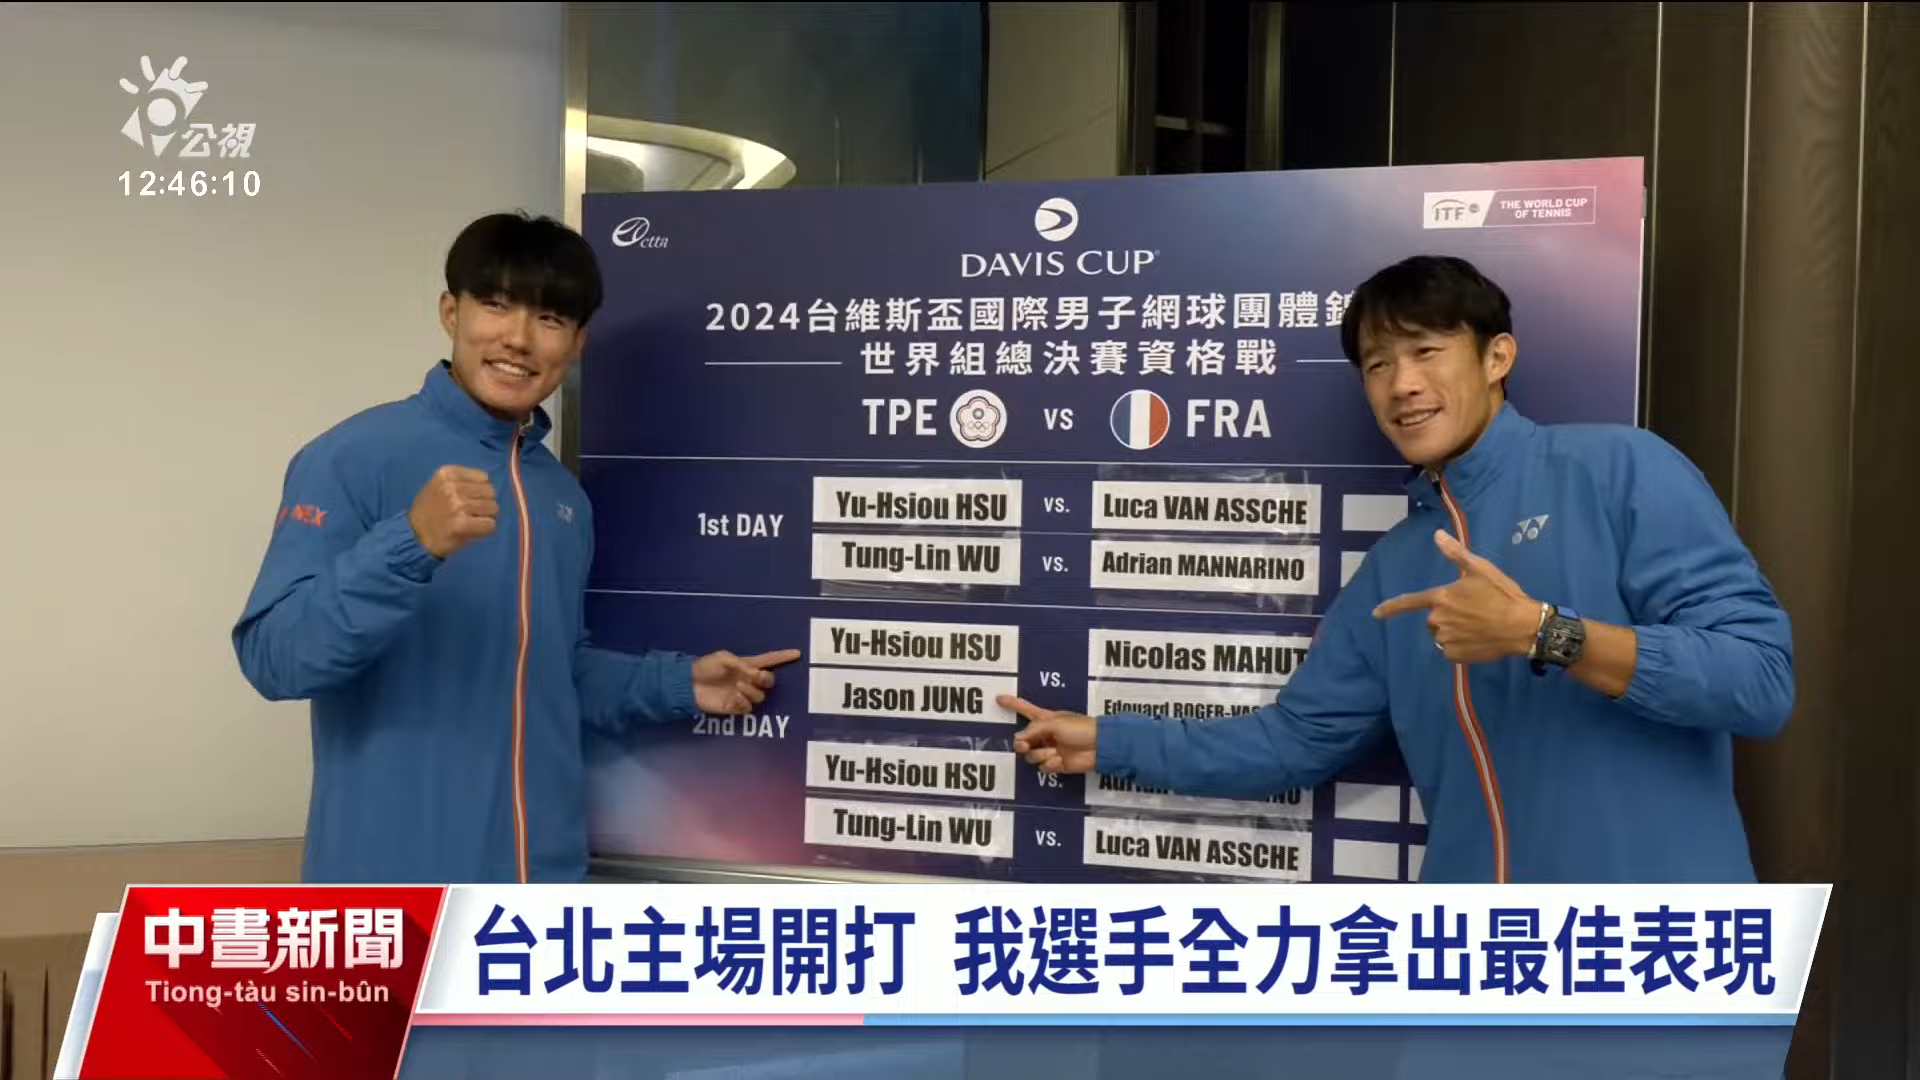 公視
12:46:10
ctta
DAVIS CUP
ITF
THE WORLD CUP
OF TENNIS
2024台維斯盃國際男子網球團體
世界組總決賽資格戰
TPE vs FRA
1st DAY
Yu-Hsiou HSU vs. Luca VAN ASSCHE
Tung-Lin WU vs. Adrian MANNARINO
2nd DAY
Yu-Hsiou HSU
Jason JUNG
vs.
Nicolas MAHUT
Edouard ROGER-VAS
Yu-Hsiou HSU vs.
Tung-Lin WU vs. Luca VAN ASSCHE
中晝新聞
Tiong-tàu sin-bûn
台北主場開打 我選手全力拿出最佳表現